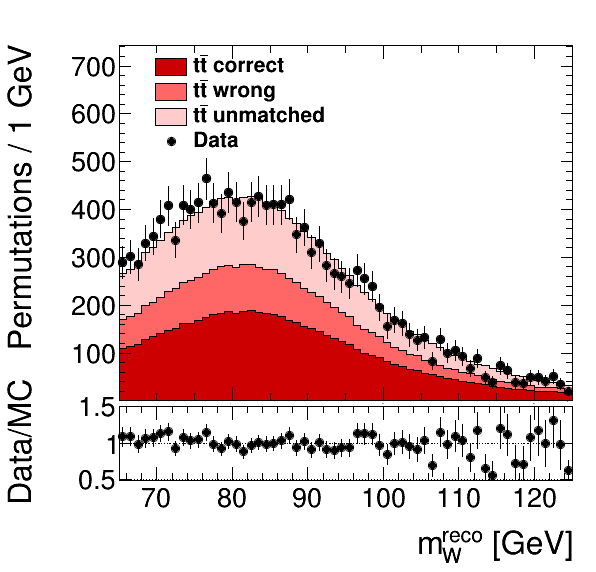 Permutations / 1 GeV
700
600
500
400
300
200
100
tt̄ correct
tt̄ wrong
tt̄ unmatched
Data
Data/MC
1.5
1
0.5
70 80 90 100 110 120
m_W^reco [GeV]